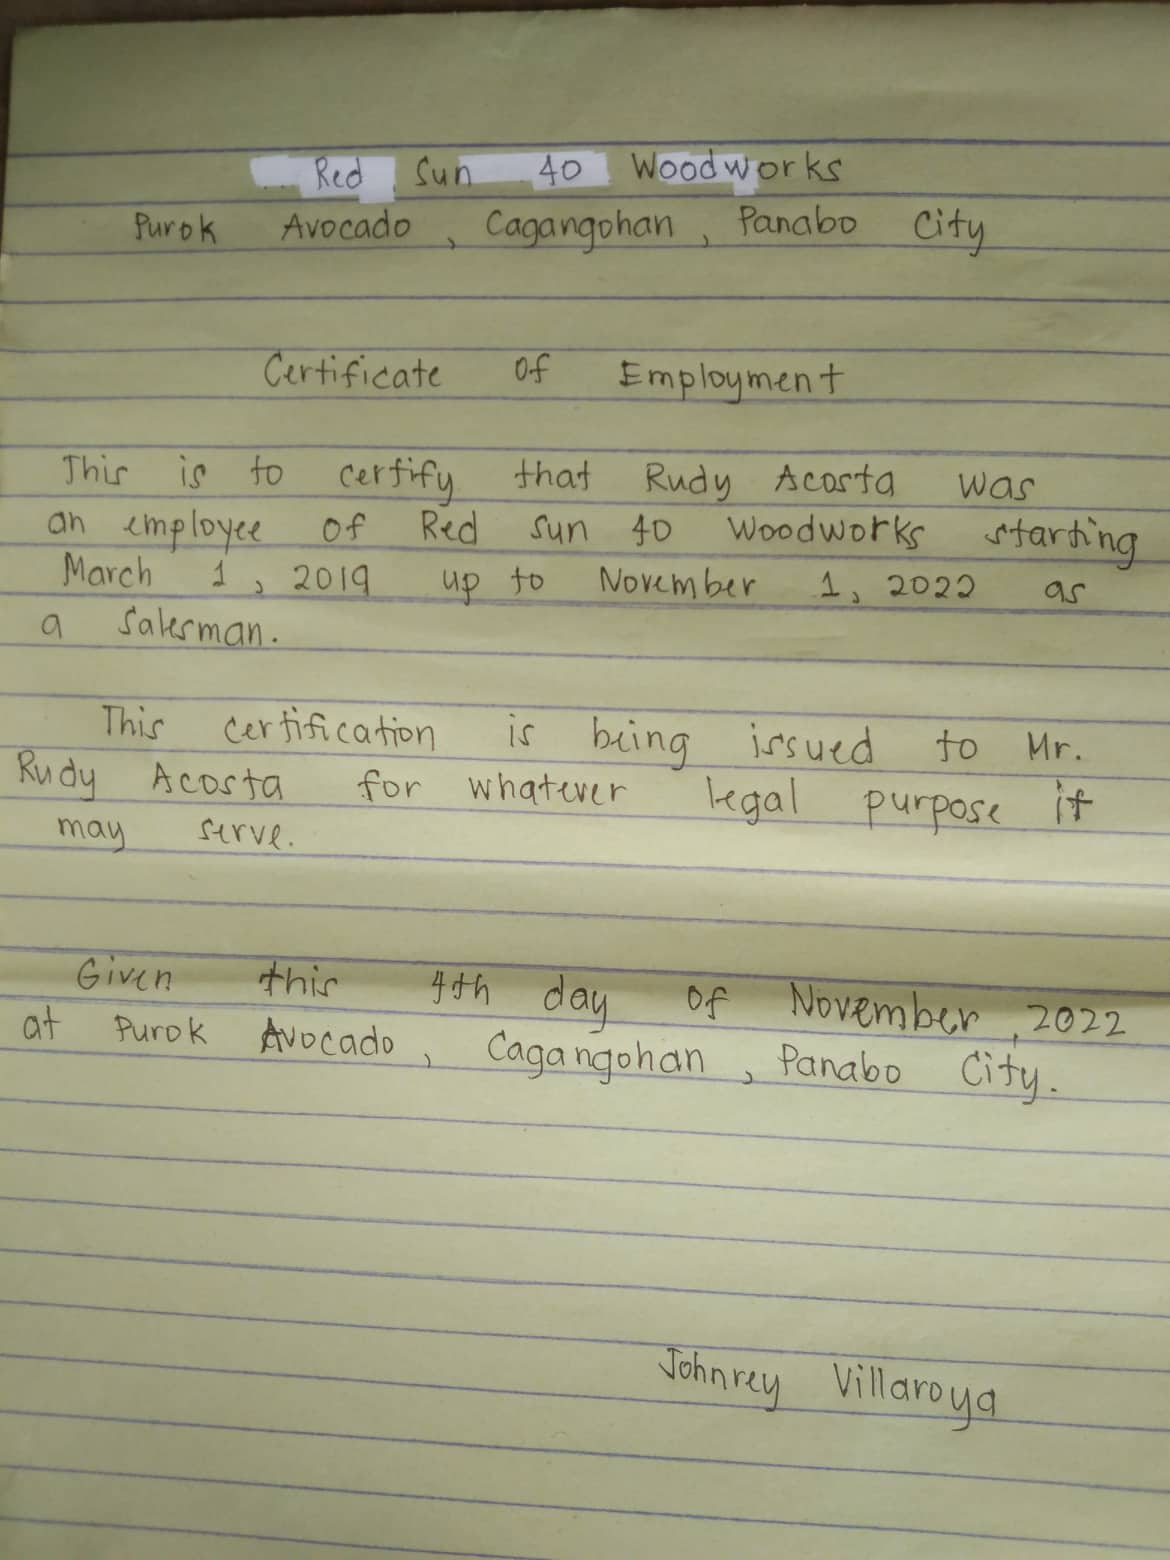 Red Sun 40 Woodworks
Purok Avocado, Cagangohan, Panabo City
Certificate of Employment
This is to certify that Rudy Acosta was
an employee of Red Sun 40 Woodworks starting
March 1, 2019 up to November 1, 2022 as
a Salesman.
This certification is being issued to Mr.
Rudy Acosta for whatever legal purpose it
may serve.
Given this 4th day of November, 2022
at Purok Avocado, Cagangohan, Panabo City.
Johnrey Villaroya